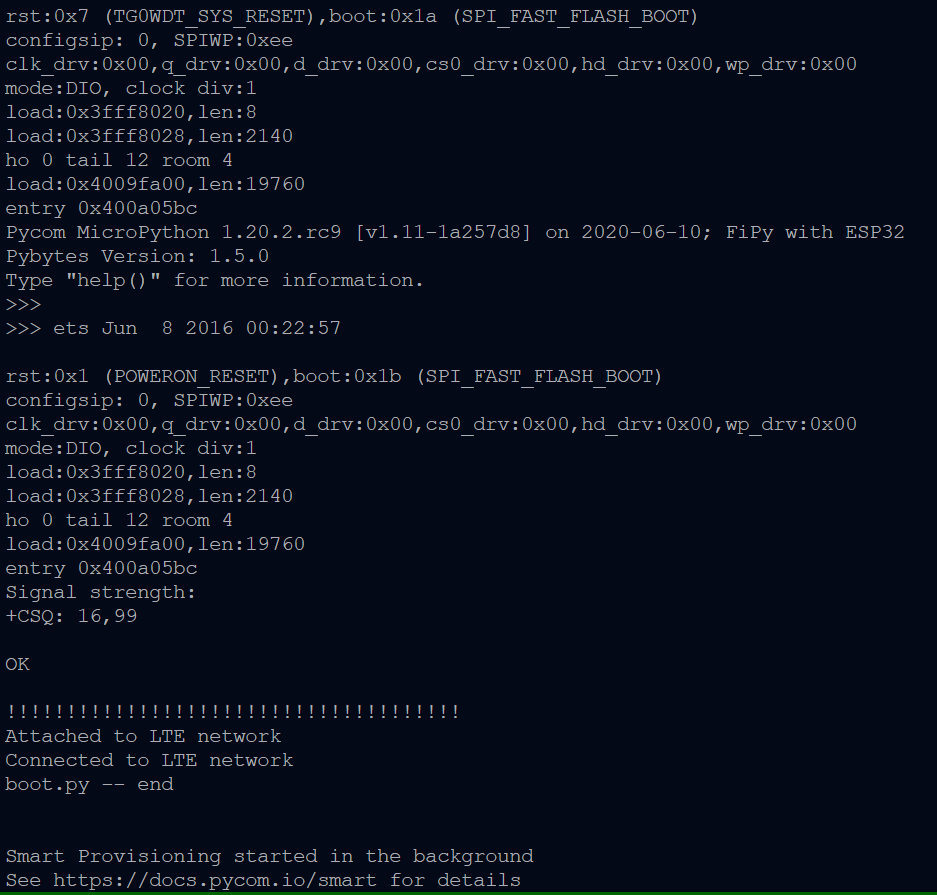 rst:0x7 (TG0WDT_SYS_RESET),boot:0x1a (SPI_FAST_FLASH_BOOT)
configsip: 0, SPIWP:0xee
clk_drv:0x00,q_drv:0x00,d_drv:0x00,cs0_drv:0x00,hd_drv:0x00,wp_drv:0x00
mode:DIO, clock div:1
load:0x3fff8020,len:8
load:0x3fff8028,len:2140
ho 0 tail 12 room 4
load:0x4009fa00,len:19760
entry 0x400a05bc
Pycom MicroPython 1.20.2.rc9 [v1.11-1a257d8] on 2020-06-10; FiPy with ESP32
Pybytes Version: 1.5.0
Type "help()" for more information.
>>>
>>> ets Jun  8 2016 00:22:57
rst:0x1 (POWERON_RESET),boot:0x1b (SPI_FAST_FLASH_BOOT)
configsip: 0, SPIWP:0xee
clk_drv:0x00,q_drv:0x00,d_drv:0x00,cs0_drv:0x00,hd_drv:0x00,wp_drv:0x00
mode:DIO, clock div:1
load:0x3fff8020,len:8
load:0x3fff8028,len:2140
ho 0 tail 12 room 4
load:0x4009fa00,len:19760
entry 0x400a05bc
Signal strength:
+CSQ: 16,99
OK
!!!!!!!!!!!!!!!!!!!!!!!!!!!!!!!!!!!!!!
Attached to LTE network
Connected to LTE network
boot.py -- end
Smart Provisioning started in the background
See https://docs.pycom.io/smart for details